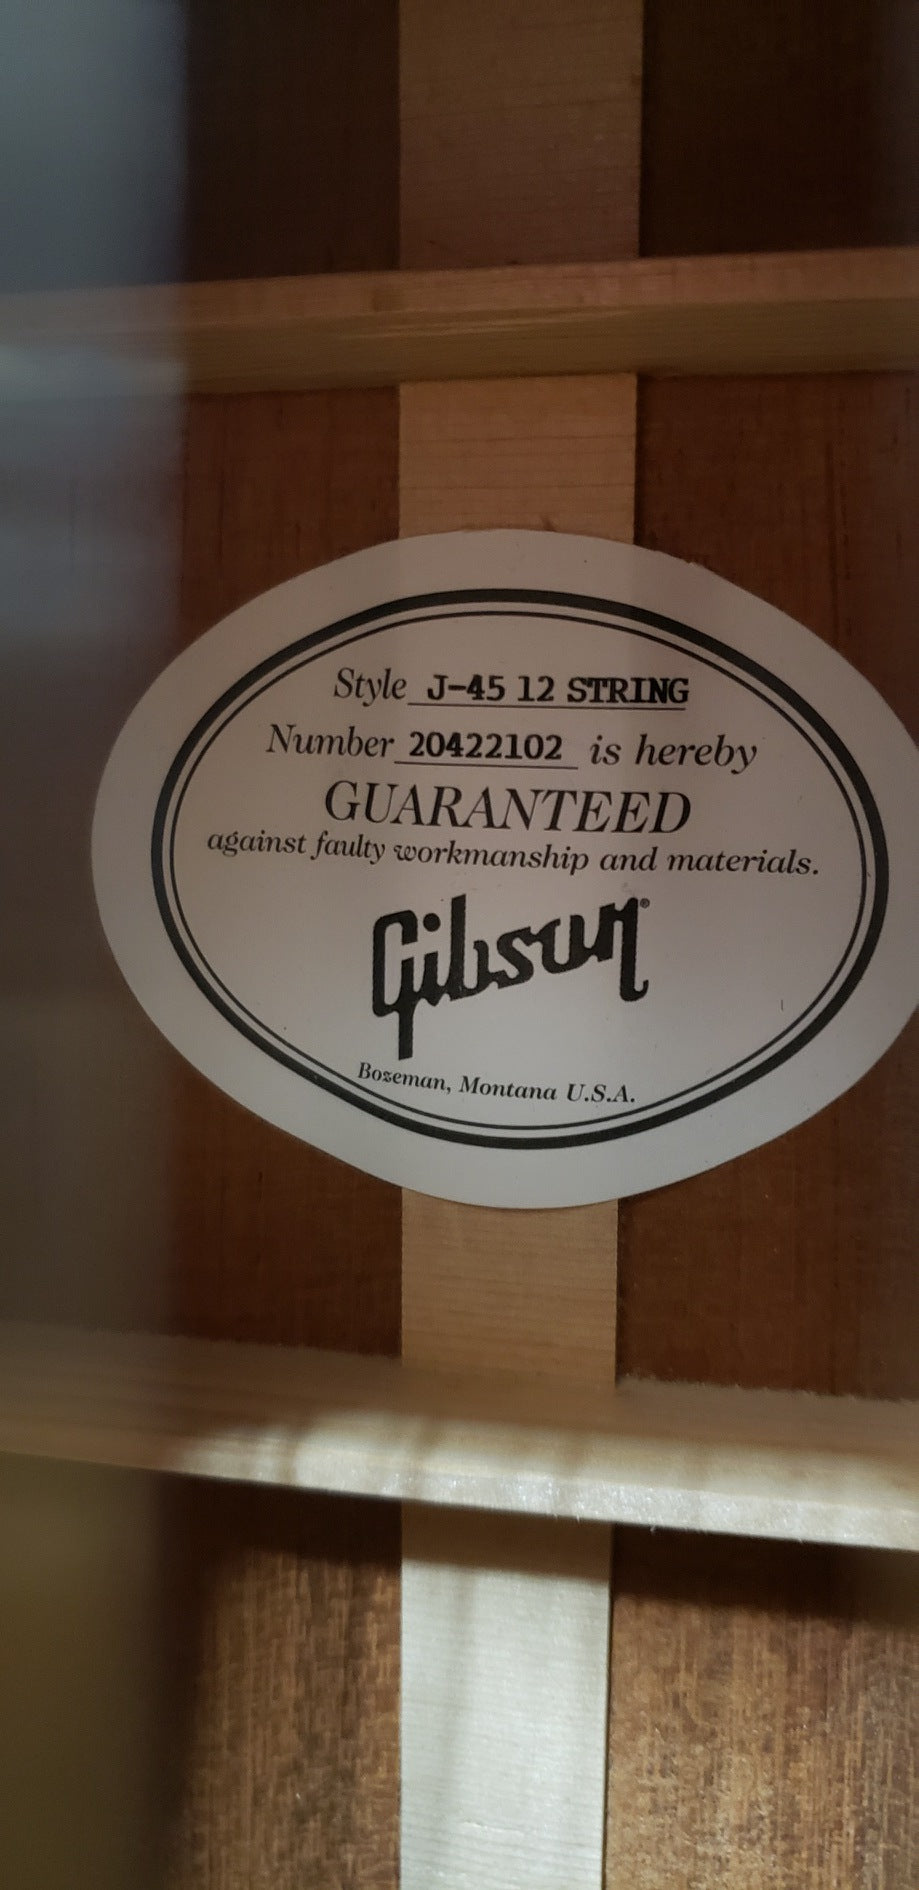 Style J-45 12 STRING
Number 20422102 is hereby
GUARANTEED
against faulty workmanship and materials.
Gibson®
Bozeman, Montana U.S.A.